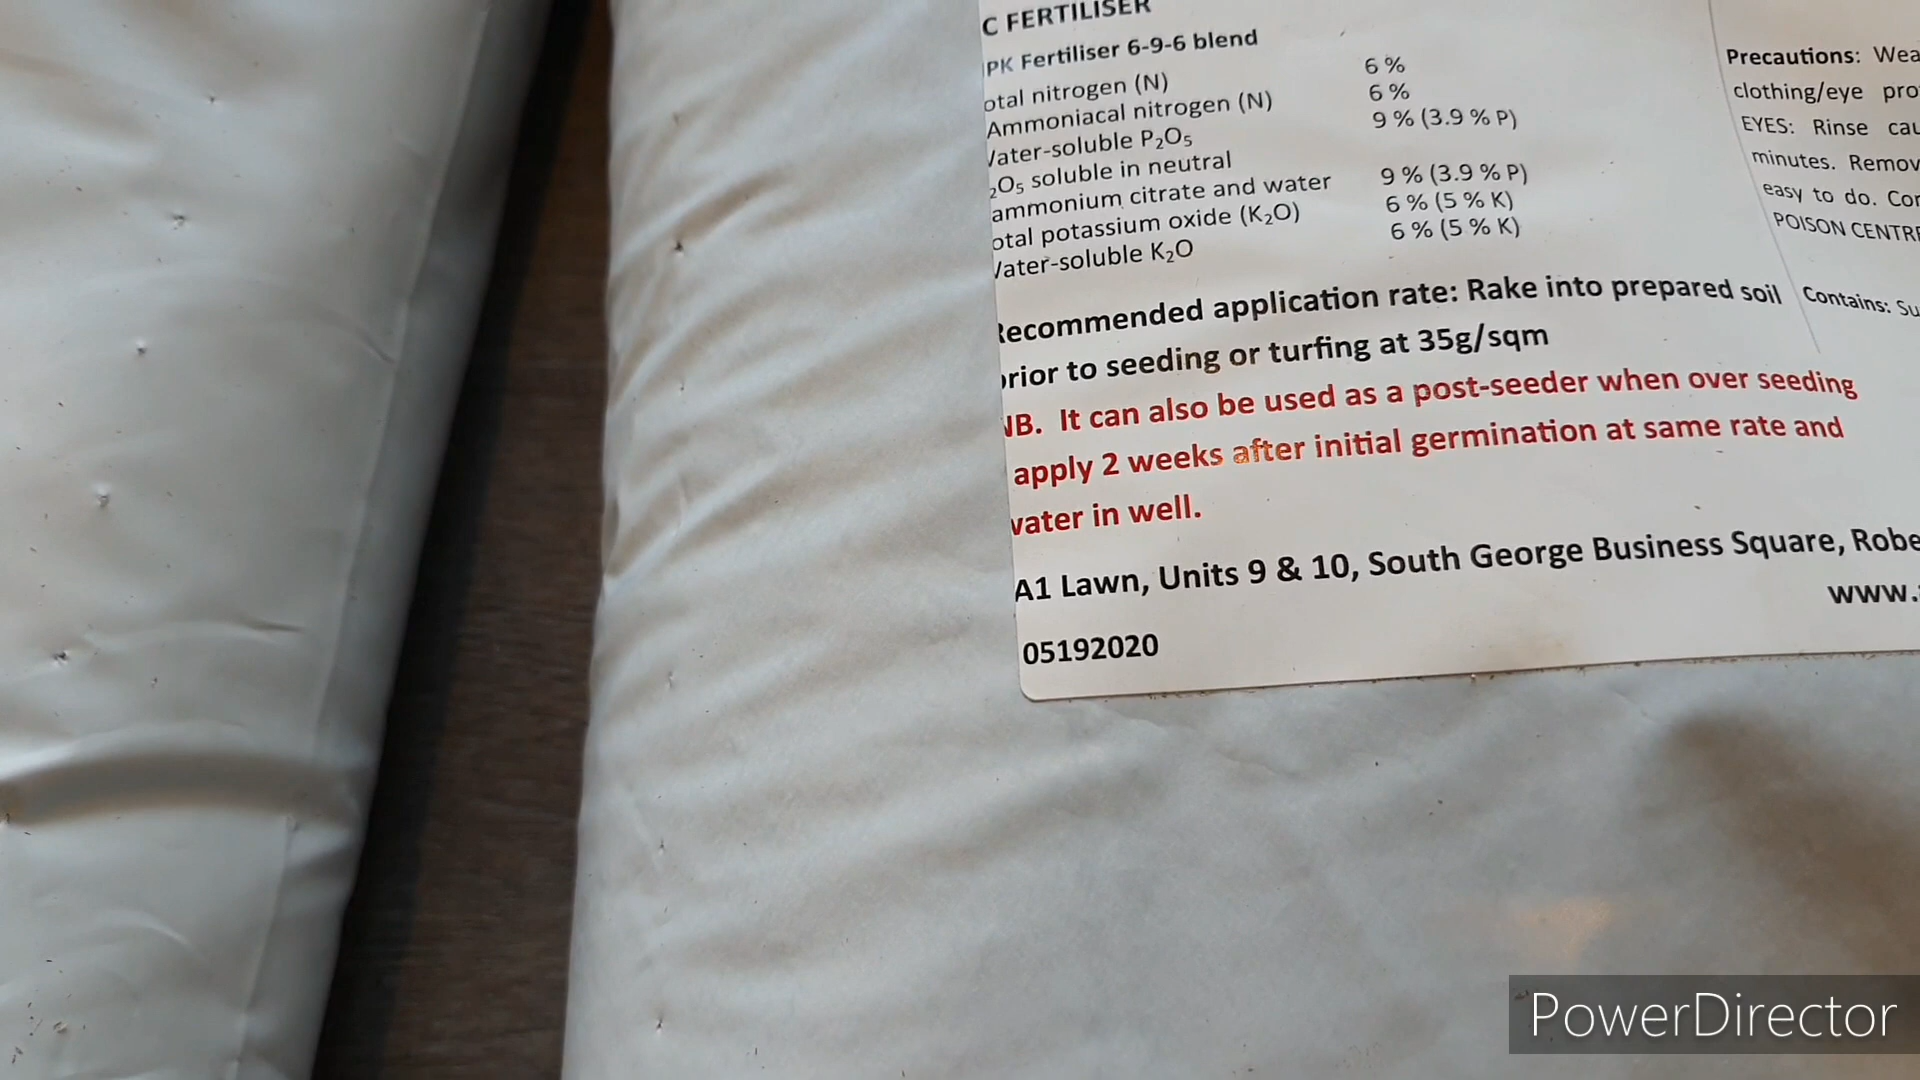 C FERTILISER
PK Fertiliser 6-9-6 blend
otal nitrogen (N) 6 %
Ammoniacal nitrogen (N) 6 %
Water-soluble P₂O₅ 9 % (3.9 % P)
₂O₅ soluble in neutral
ammonium citrate and water 9 % (3.9 % P)
otal potassium oxide (K₂O) 6 % (5 % K)
Water-soluble K₂O 6 % (5 % K)
Recommended application rate: Rake into prepared soil
prior to seeding or turfing at 35g/sqm
NB. It can also be used as a post-seeder when over seeding
apply 2 weeks after initial germination at same rate and
water in well.
A1 Lawn, Units 9 & 10, South George Business Square, Robe
www.
05192020
Precautions: Wea
clothing/eye pro
EYES: Rinse cau
minutes. Remov
easy to do. Con
POISON CENTRE
Contains: Su
PowerDirector